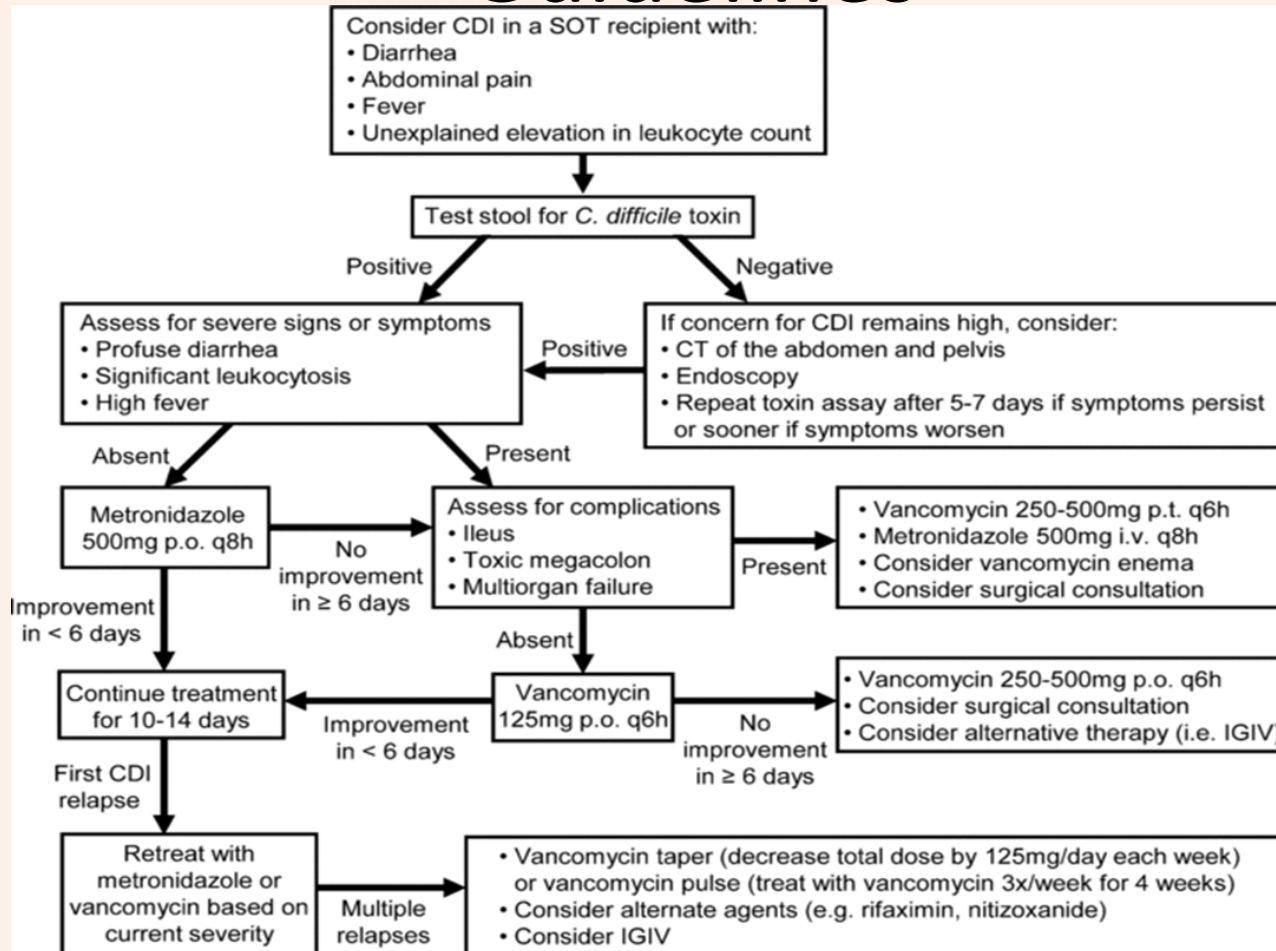 Guidelines
Consider CDI in a SOT recipient with:
• Diarrhea
• Abdominal pain
• Fever
• Unexplained elevation in leukocyte count
Test stool for C. difficile toxin
Positive
Negative
Assess for severe signs or symptoms
• Profuse diarrhea
• Significant leukocytosis
• High fever
Positive
If concern for CDI remains high, consider:
• CT of the abdomen and pelvis
• Endoscopy
• Repeat toxin assay after 5-7 days if symptoms persist
or sooner if symptoms worsen
Absent
Present
Metronidazole
500mg p.o. q8h
No
improvement
in ≥ 6 days
Assess for complications
• Ileus
• Toxic megacolon
• Multiorgan failure
Present
• Vancomycin 250-500mg p.t. q6h
• Metronidazole 500mg i.v. q8h
• Consider vancomycin enema
• Consider surgical consultation
Improvement
in < 6 days
Absent
Continue treatment
for 10-14 days
Improvement
in < 6 days
Vancomycin
125mg p.o. q6h
No
improvement
in ≥ 6 days
• Vancomycin 250-500mg p.o. q6h
• Consider surgical consultation
• Consider alternative therapy (i.e. IGIV)
First CDI
relapse
Retreat with
metronidazole or
vancomycin based on
current severity
Multiple
relapses
• Vancomycin taper (decrease total dose by 125mg/day each week)
or vancomycin pulse (treat with vancomycin 3x/week for 4 weeks)
• Consider alternate agents (e.g. rifaximin, nitizoxanide)
• Consider IGIV